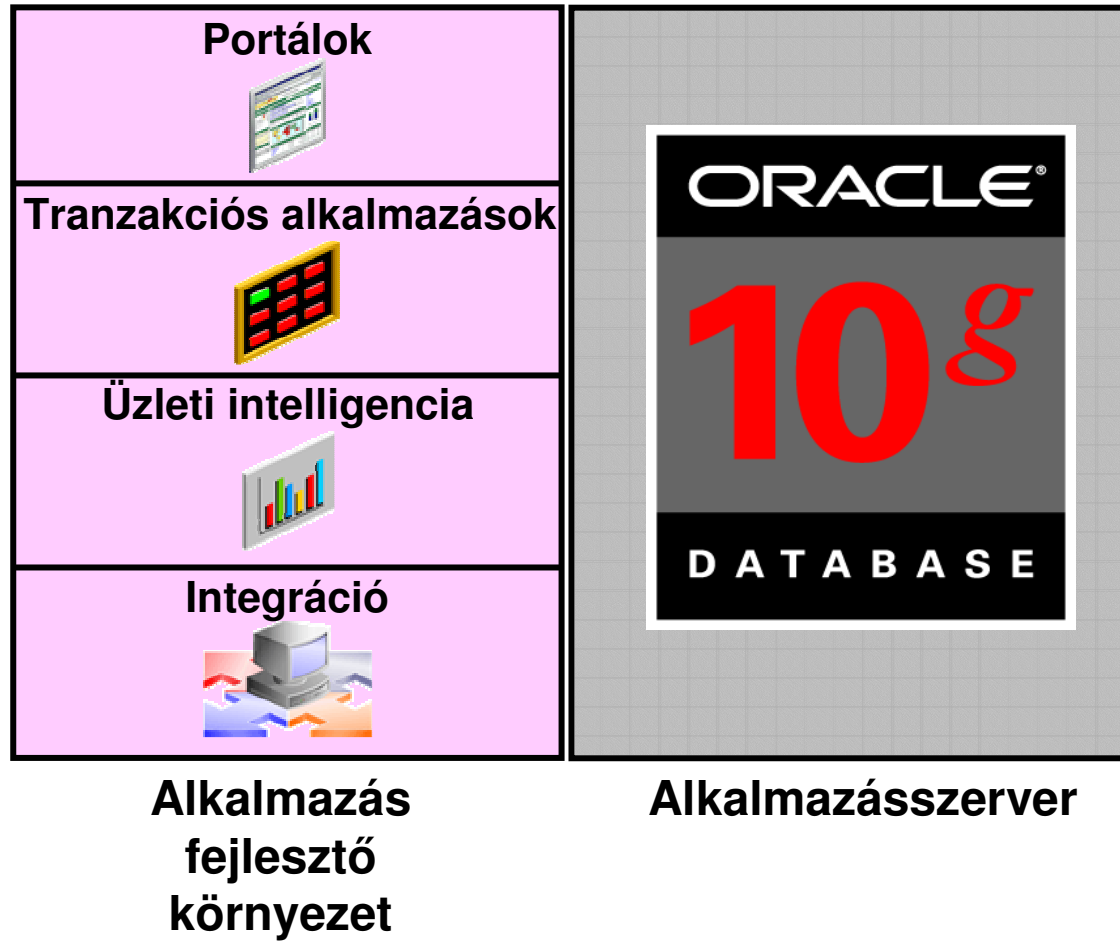 Portálok
Tranzakciós alkalmazások
Üzleti intelligencia
Integráció
Alkalmazás
fejlesztő
környezet
ORACLE®
10g
DATABASE
Alkalmazásszerver